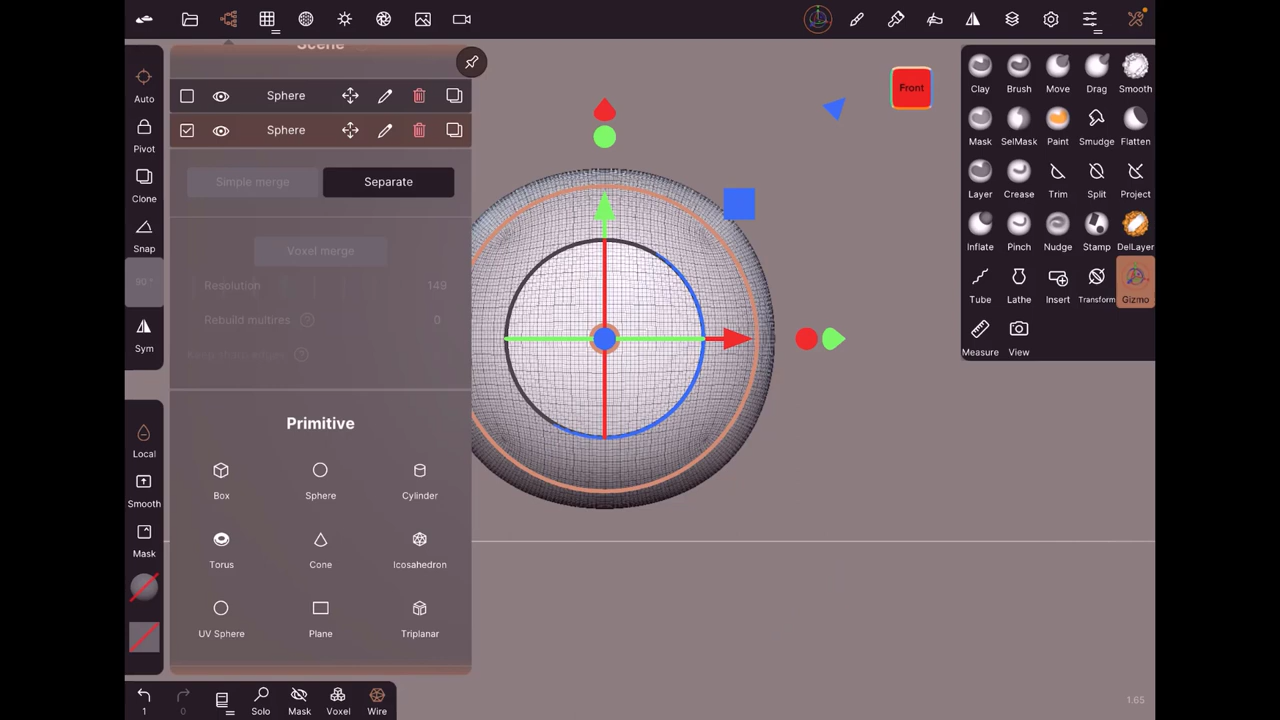 Scene
Front
Auto
Pivot
Clone
Snap
90°
Sym
Sphere
Sphere
Simple merge
Separate
Voxel merge
Resolution 149
Rebuild multires ? 0
?
Primitive
Box
Sphere
Cylinder
Torus
Cone
Icosahedron
UV Sphere
Plane
Triplanar
Local
Smooth
Mask
1
0
Solo
Mask
Voxel
Wire
Clay
Brush
Move
Drag
Smooth
Mask
SelMask
Paint
Smudge
Flatten
Layer
Crease
Trim
Split
Project
Inflate
Pinch
Nudge
Stamp
DelLayer
Tube
Lathe
Insert
Transform
Gizmo
Measure
View
1.65